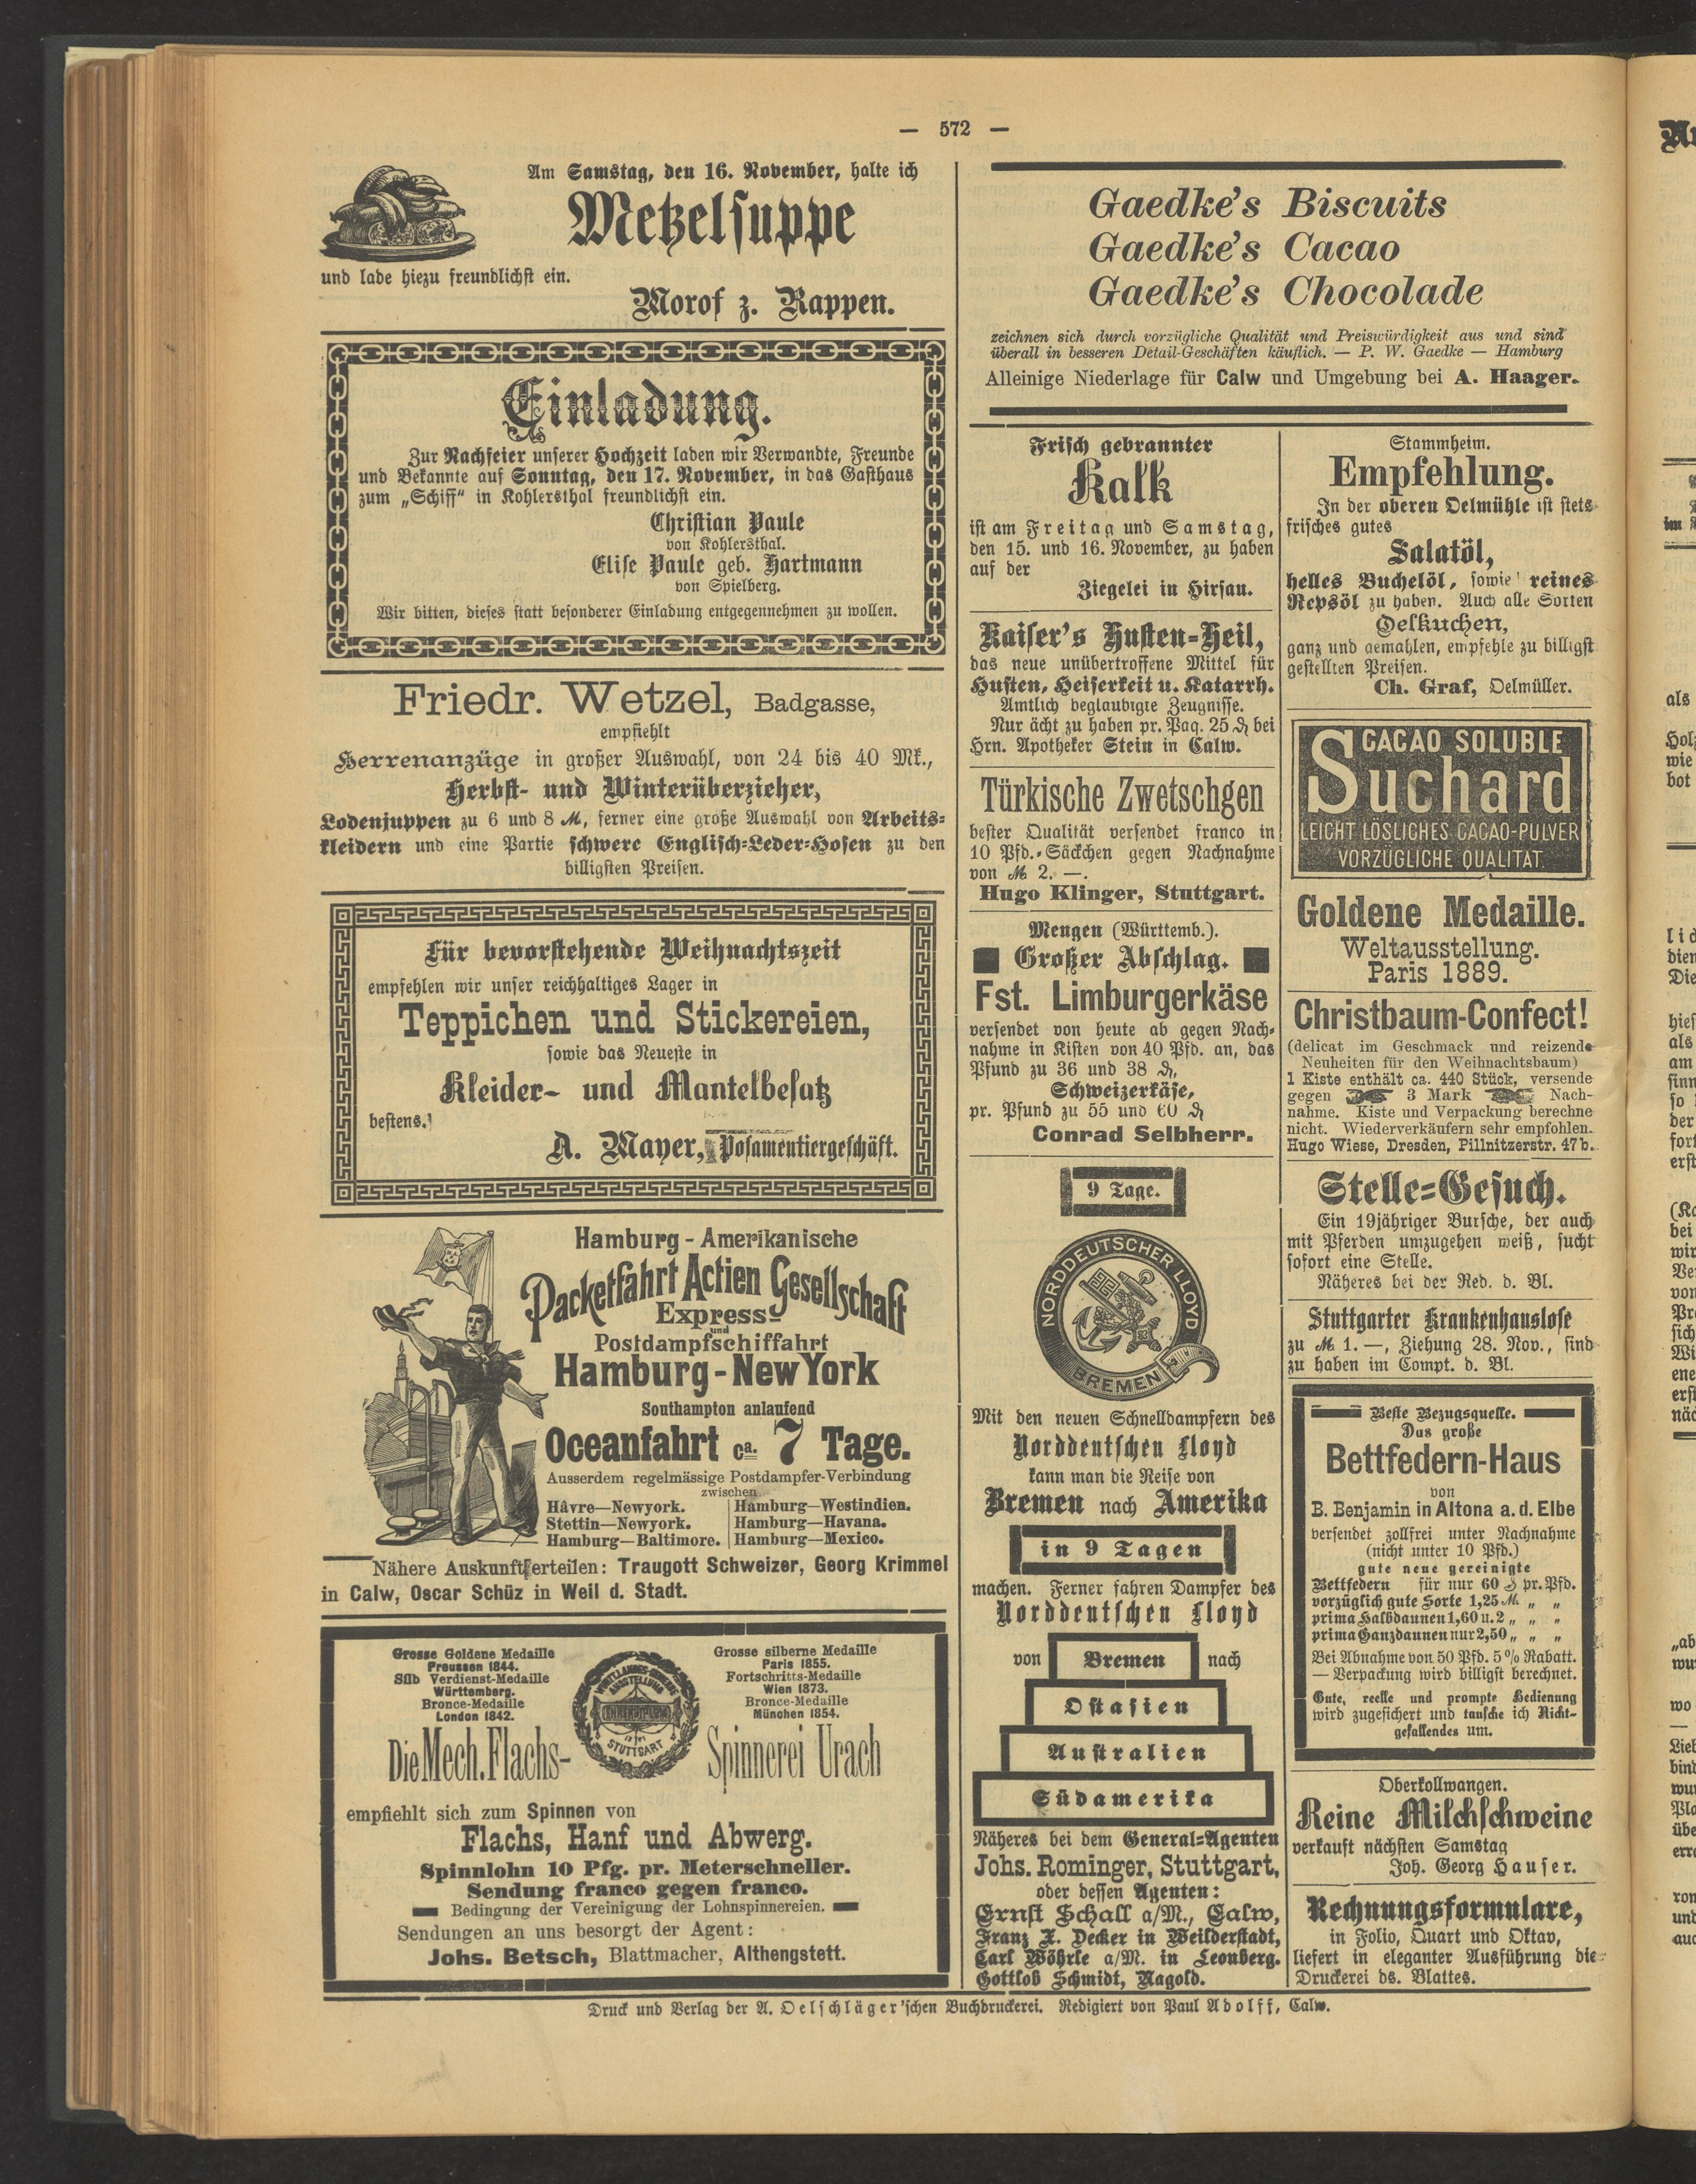 — 572 —
Am Samstag, den 16. November, halte ich
Metzelsuppe
und lade hiezu freundlichst ein.
Morof z. Rappen.
Einladung.
Zur Nachfeier unserer Hochzeit laden wir Verwandte, Freunde
und Bekannte auf Sonntag, den 17. November, in das Gasthaus
zum „Schiff“ in Kohlersthal freundlichst ein.
Christian Paule
von Kohlersthal.
Elise Paule geb. Hartmann
von Spielberg.
Wir bitten, dieses statt besonderer Einladung entgegennehmen zu wollen.
Friedr. Wetzel, Badgasse,
empfiehlt
Herrenanzüge in großer Auswahl, von 24 bis 40 Mk.,
Herbst- und Winterüberzieher,
Lodenjuppen zu 6 und 8 M, ferner eine große Auswahl von Arbeits-
kleidern und eine Partie schwere Englisch-Leder-Hosen zu den
billigsten Preisen.
Für bevorstehende Weihnachtszeit
empfehlen wir unser reichhaltiges Lager in
Teppichen und Stickereien,
sowie das Neueste in
Kleider- und Mantelbesatz
bestens.
A. Mayer, Posamentiergeschäft.
Hamburg-Amerikanische
Packetfahrt Actien Gesellschaft
Express-
und
Postdampfschiffahrt
Hamburg-New York
Southampton anlaufend
Oceanfahrt ca. 7 Tage.
Ausserdem regelmässige Postdampfer-Verbindung
zwischen
Hâvre—Newyork. Hamburg—Westindien.
Stettin—Newyork. Hamburg—Havana.
Hamburg—Baltimore. Hamburg—Mexico.
Nähere Auskunft erteilen: Traugott Schweizer, Georg Krimmel
in Calw, Oscar Schüz in Weil d. Stadt.
Grosse Goldene Medaille
Preussen 1844.
Silb Verdienst-Medaille
Württemberg.
Bronce-Medaille
London 1842.
WÜRTT. LANDES-GEWERBE
AUSSTELLUNG
EHRENDIPLOM
STUTTGART
Grosse silberne Medaille
Paris 1855.
Fortschritts-Medaille
Wien 1873.
Bronce-Medaille
München 1854.
Die Mech. Flachs-Spinnerei Urach
empfiehlt sich zum Spinnen von
Flachs, Hanf und Abwerg.
Spinnlohn 10 Pfg. pr. Meterschneller.
Sendung franco gegen franco.
Bedingung der Vereinigung der Lohnspinnereien.
Sendungen an uns besorgt der Agent:
Johs. Betsch, Blattmacher, Althengstett.
Gaedke's Biscuits
Gaedke's Cacao
Gaedke's Chocolade
zeichnen sich durch vorzügliche Qualität und Preiswürdigkeit aus und sind
überall in besseren Detail-Geschäften käuflich. — P. W. Gaedke — Hamburg
Alleinige Niederlage für Calw und Umgebung bei A. Haager.
Frisch gebrannter
Kalk
ist am Freitag und Samstag,
den 15. und 16. November, zu haben
auf der
Ziegelei in Hirsau.
Kaiser's Husten-Heil,
das neue unübertroffene Mittel für
Husten, Heiserkeit u. Katarrh.
Amtlich beglaubigte Zeugnisse.
Nur ächt zu haben pr. Paq. 25 ₰ bei
Hrn. Apotheker Stein in Calw.
Türkische Zwetschgen
bester Qualität versendet franco in
10 Pfd.-Säckchen gegen Nachnahme
von M 2. —.
Hugo Klinger, Stuttgart.
Mengen (Württemb.).
Großer Abschlag.
Fst. Limburgerkäse
versendet von heute ab gegen Nach-
nahme in Kisten von 40 Pfd. an, das
Pfund zu 36 und 38 ₰,
Schweizerkäse,
pr. Pfund zu 55 und 60 ₰
Conrad Selbherr.
9 Tage.
NORDDEUTSCHER LLOYD
BREMEN
Mit den neuen Schnelldampfern des
Norddeutschen Lloyd
kann man die Reise von
Bremen nach Amerika
in 9 Tagen
machen. Ferner fahren Dampfer des
Norddeutschen Lloyd
von Bremen nach
Ostasien
Australien
Südamerika
Näheres bei dem General-Agenten
Johs. Rominger, Stuttgart,
oder dessen Agenten:
Ernst Schall a/M., Calw,
Franz X. Decker in Weilderstadt,
Carl Wöhrle a/M. in Leonberg.
Gottlob Schmidt, Nagold.
Stammheim.
Empfehlung.
In der oberen Oelmühle ist stets
frisches gutes
Salatöl,
helles Buchelöl, sowie reines
Repsöl zu haben. Auch alle Sorten
Oelkuchen,
ganz und gemahlen, empfehle zu billigst
gestellten Preisen.
Ch. Graf, Oelmüller.
CACAO SOLUBLE
Suchard
LEICHT LÖSLICHES CACAO-PULVER
VORZÜGLICHE QUALITÄT.
Goldene Medaille.
Weltausstellung.
Paris 1889.
Christbaum-Confect!
(delicat im Geschmack und reizende
Neuheiten für den Weihnachtsbaum)
1 Kiste enthält ca. 440 Stück, versende
gegen 3 Mark Nach-
nahme. Kiste und Verpackung berechne
nicht. Wiederverkäufern sehr empfohlen.
Hugo Wiese, Dresden, Pillnitzerstr. 47b.
Stelle-Gesuch.
Ein 19jähriger Bursche, der auch
mit Pferden umzugehen weiß, sucht
sofort eine Stelle.
Näheres bei der Red. d. Bl.
Stuttgarter Krankenhauslose
zu M 1. —, Ziehung 28. Nov., sind
zu haben im Compt. d. Bl.
Beste Bezugsquelle.
Das große
Bettfedern-Haus
von
B. Benjamin in Altona a. d. Elbe
versendet zollfrei unter Nachnahme
(nicht unter 10 Pfd.)
gute neue gereinigte
Bettfedern für nur 60 ₰ pr. Pfd.
vorzüglich gute Sorte 1,25 M. „ „
prima Halbdaunen 1,60 u. 2 „ „ „
prima Ganzdaunen nur 2,50 „ „ „
Bei Abnahme von 50 Pfd. 5% Rabatt.
— Verpackung wird billigst berechnet.
Gute, reelle und prompte Bedienung
wird zugesichert und tausche ich Nicht-
gefallendes um.
Oberkollwangen.
Reine Milchschweine
verkauft nächsten Samstag
Joh. Georg Hauser.
Rechnungsformulare,
in Folio, Quart und Oktav,
liefert in eleganter Ausführung die
Druckerei ds. Blattes.
Druck und Verlag der A. Oelschläger'schen Buchdruckerei. Redigiert von Paul Adolff, Calw.